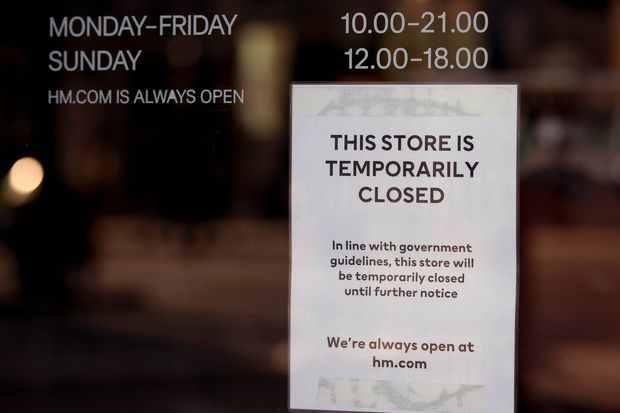 MONDAY-FRIDAY 10.00-21.00
SUNDAY 12.00-18.00
HM.COM IS ALWAYS OPEN
THIS STORE IS
TEMPORARILY
CLOSED
In line with government
guidelines, this store will
be temporarily closed
until further notice
We're always open at
hm.com